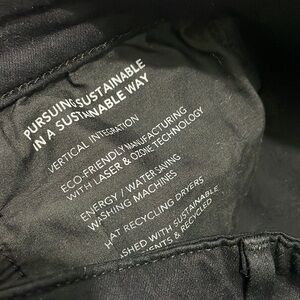 PURSUING SUSTAINABLE
IN A SUSTAINABLE WAY
VERTICAL INTEGRATION
ECO-FRIENDLY MANUFACTURING
WITH LASER & OZONE TECHNOLOGY
ENERGY / WATER SAVING
WASHING MACHINES
HAT RECYCLING DRYERS
SHED WITH SUSTAINABLE
ENTS & RECYCLED